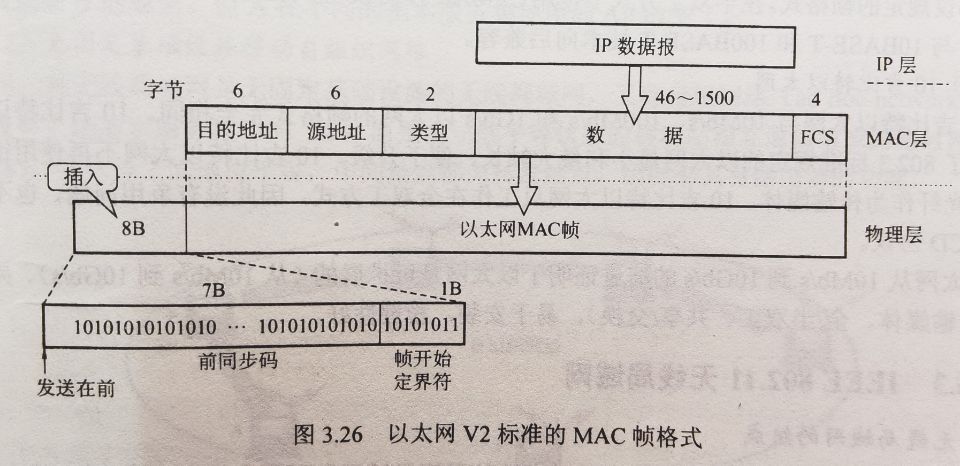 IP 数据报
IP 层
字节 6 6 2 46～1500 4
目的地址 源地址 类型 数 据 FCS MAC层
插入
8B 以太网MAC帧 物理层
7B 1B
10101010101010 … 101010101010 10101011
前同步码 帧开始
定界符
发送在前
图 3.26 以太网 V2 标准的 MAC 帧格式